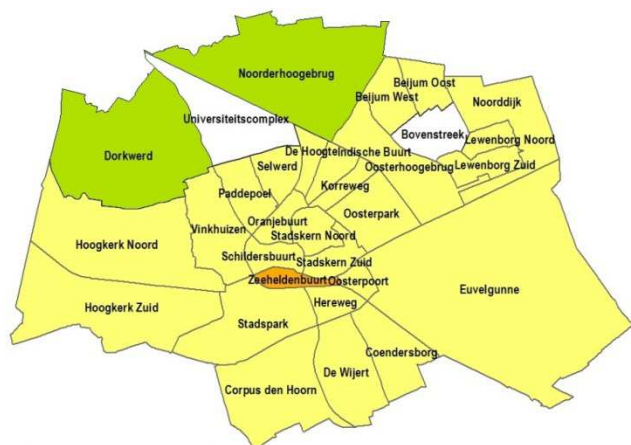 Noorderhoogebrug
Beijum Oost
Beijum West
Noorddijk
Universiteitscomplex
Bovenstreek
Lewenborg Noord
De Hoogte
Indische Buurt
Dorkwerd
Selwerd
Oosterhoogebrug
Lewenborg Zuid
Paddepoel
Korreweg
Oosterpark
Oranjebuurt
Vinkhuizen
Stadskern Noord
Hoogkerk Noord
Schildersbuurt
Stadskern Zuid
Zeeheldenbuurt
Oosterpoort
Euvelgunne
Hoogkerk Zuid
Hereweg
Stadspark
Coendersborg
De Wijert
Corpus den Hoorn